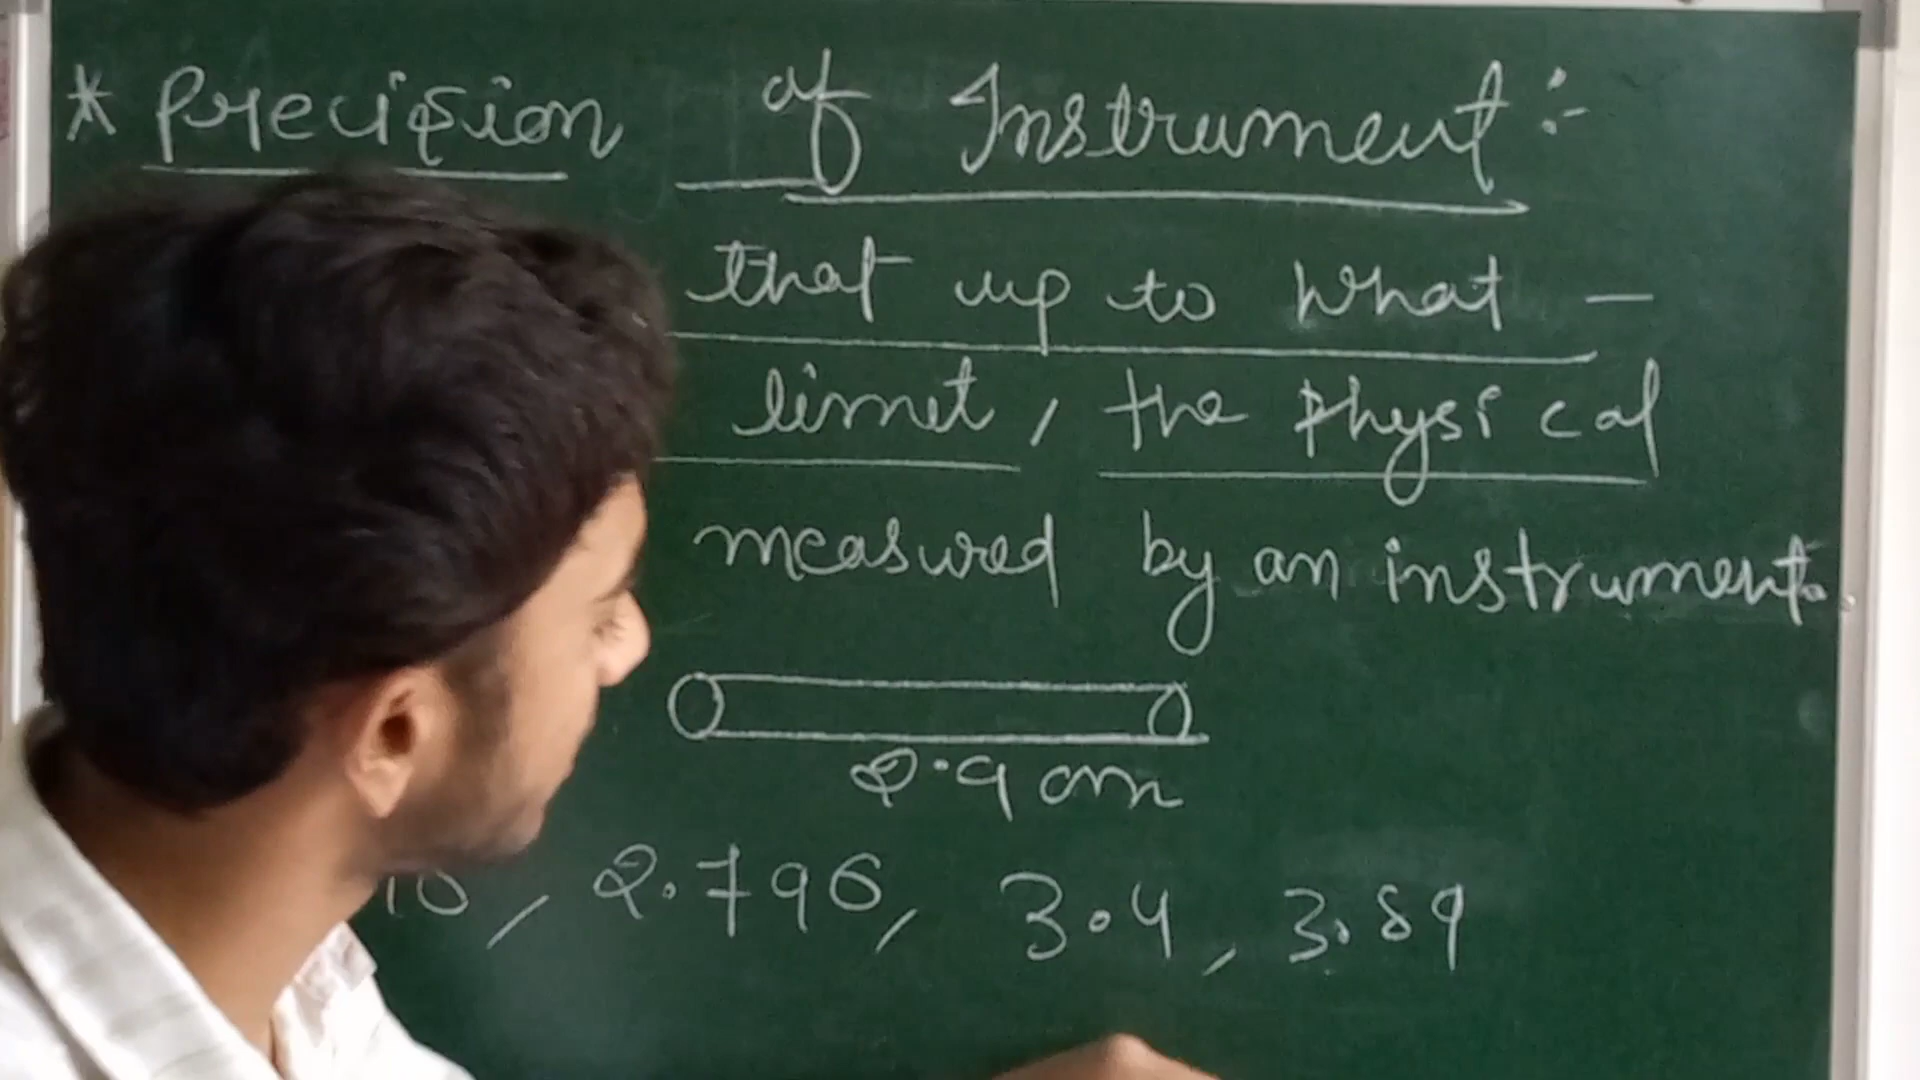 * Precision of Instrument :-
that up to what -
limit, the physical
measured by an instrument.
2.9 cm
10, 2.796, 3.4, 3.89